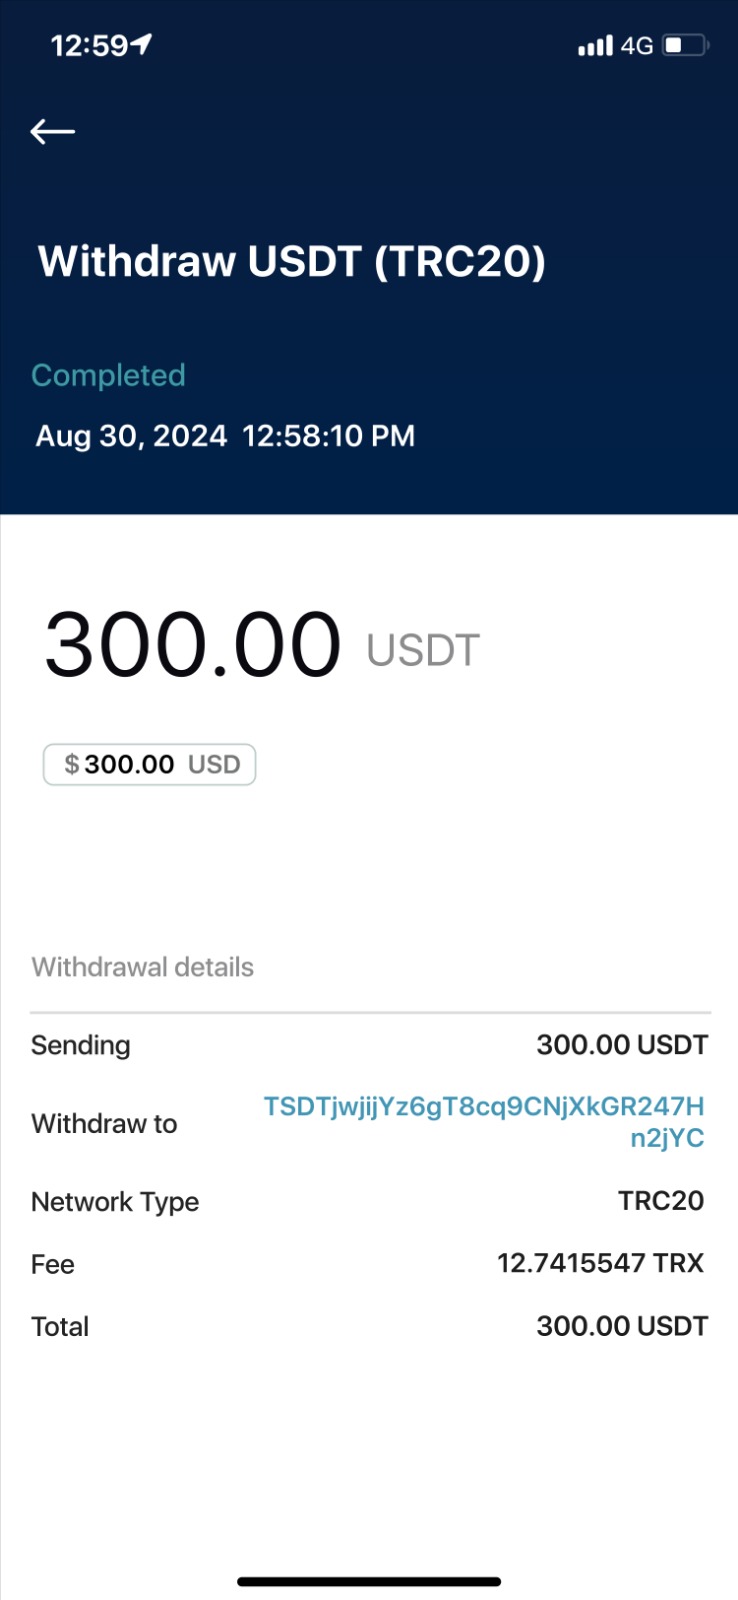 12:59
4G
Withdraw USDT (TRC20)
Completed
Aug 30, 2024 12:58:10 PM
300.00 USDT
$ 300.00 USD
Withdrawal details
Sending 300.00 USDT
Withdraw to TSDTjwjijYz6gT8cq9CNjXkGR247H
n2jYC
Network Type TRC20
Fee 12.7415547 TRX
Total 300.00 USDT